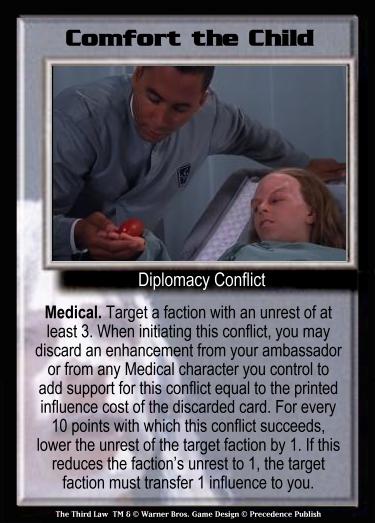 Comfort the Child
Diplomacy Conflict
Medical. Target a faction with an unrest of at
least 3. When initiating this conflict, you may
discard an enhancement from your ambassador
or from any Medical character you control to
add support for this conflict equal to the printed
influence cost of the discarded card. For every
10 points with which this conflict succeeds,
lower the unrest of the target faction by 1. If this
reduces the faction's unrest to 1, the target
faction must transfer 1 influence to you.
The Third Law TM & © Warner Bros. Game Design © Precedence Publish